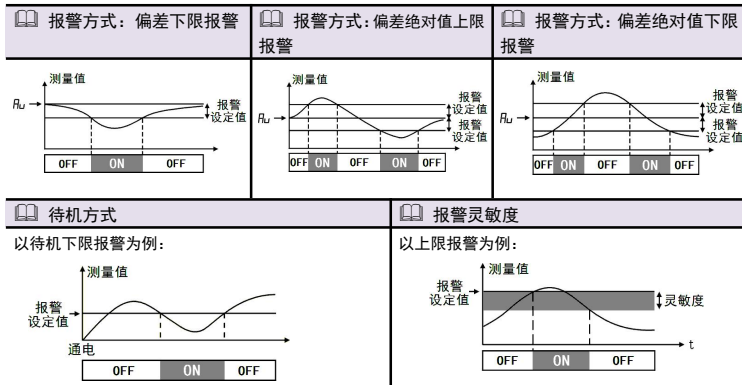 报警方式：偏差下限报警
报警方式：偏差绝对值上限
报警
报警方式：偏差绝对值下限
报警
测量值
Au
报警
设定值
OFF ON OFF
测量值
Au
报警
设定值
报警
设定值
OFF ON OFF ON OFF
测量值
Au
报警
设定值
报警
设定值
OFF ON OFF ON OFF
待机方式
以待机下限报警为例：
测量值
报警
设定值
通电
OFF ON OFF
报警灵敏度
以上限报警为例：
测量值
报警
设定值
灵敏度
t
OFF ON OFF